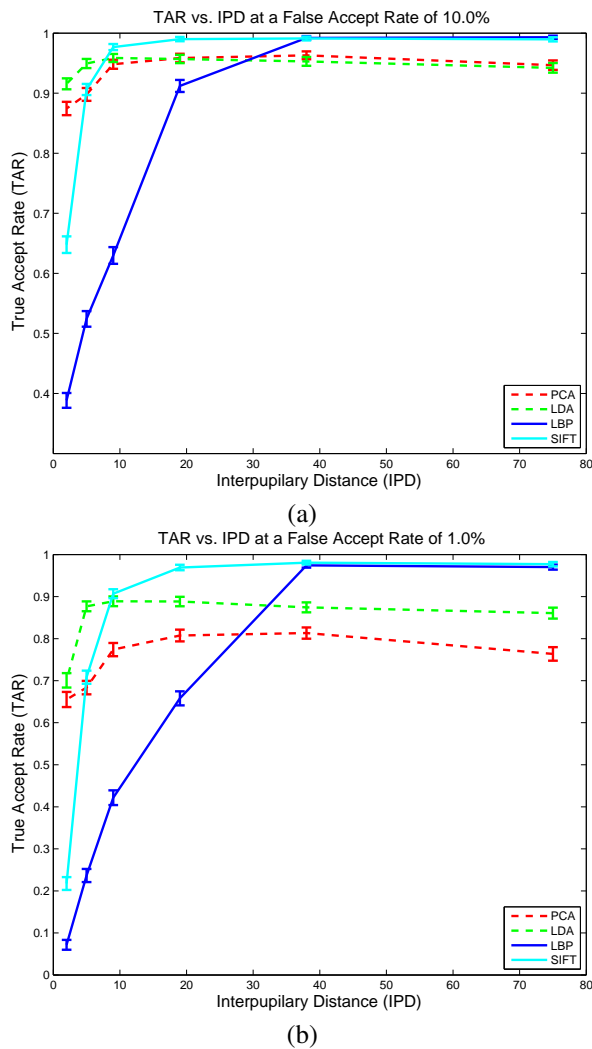 TAR vs. IPD at a False Accept Rate of 10.0%
1
0.9
0.8
0.7
0.6
0.5
0.4
True Accept Rate (TAR)
PCA
LDA
LBP
SIFT
0 10 20 30 40 50 60 70 80
Interpupilary Distance (IPD)
(a)
TAR vs. IPD at a False Accept Rate of 1.0%
1
0.9
0.8
0.7
0.6
0.5
0.4
0.3
0.2
0.1
0
True Accept Rate (TAR)
PCA
LDA
LBP
SIFT
0 10 20 30 40 50 60 70 80
Interpupilary Distance (IPD)
(b)